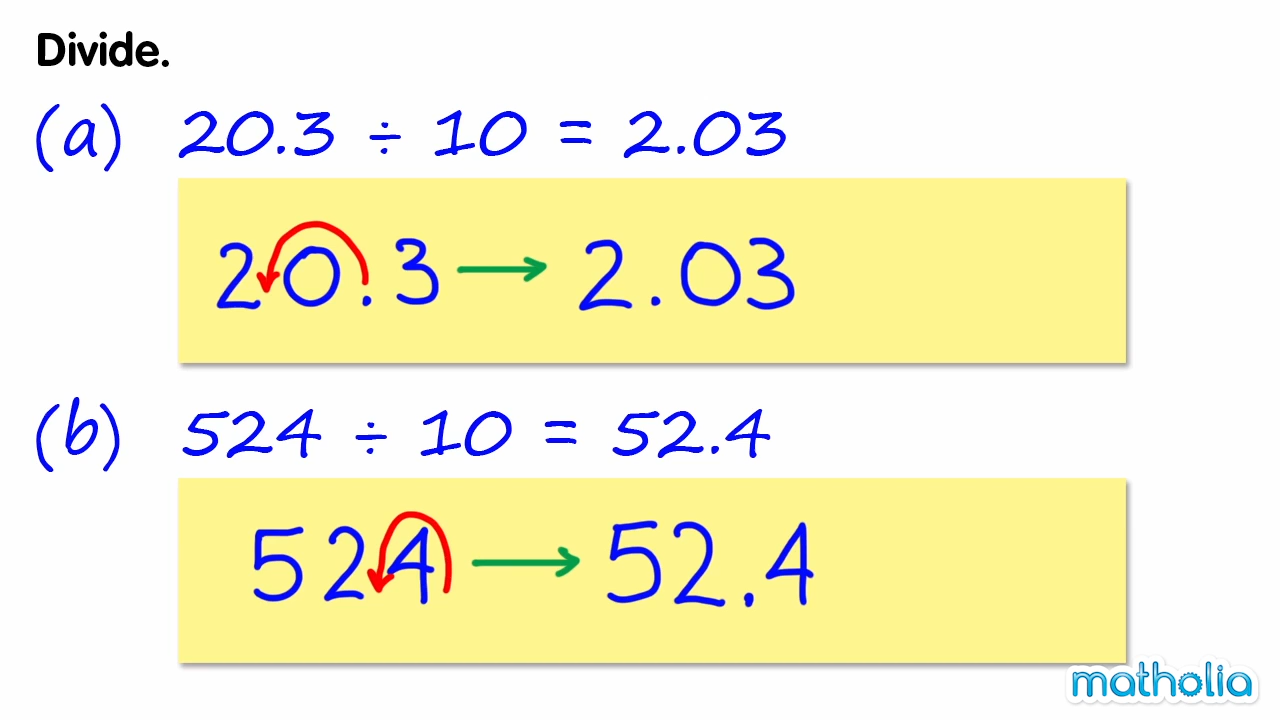 Divide.
(a) 20.3 ÷ 10 = 2.03
20.3 → 2.03
(b) 524 ÷ 10 = 52.4
524 → 52.4
matholia